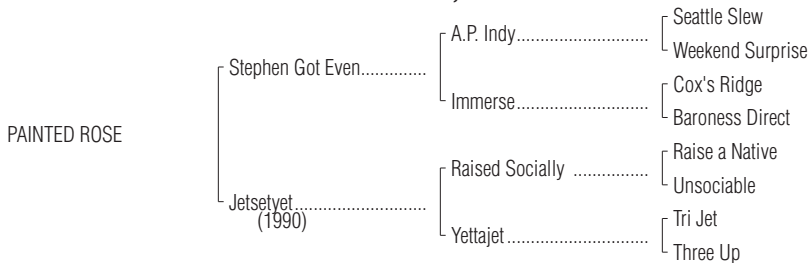 Seattle Slew
A.P. Indy..............................
Weekend Surprise
Stephen Got Even..............
Cox's Ridge
Immerse..............................
Baroness Direct
PAINTED ROSE
Raise a Native
Raised Socially .................
Unsociable
Jetsetyet..............................
(1990)
Tri Jet
Yettajet................................
Three Up